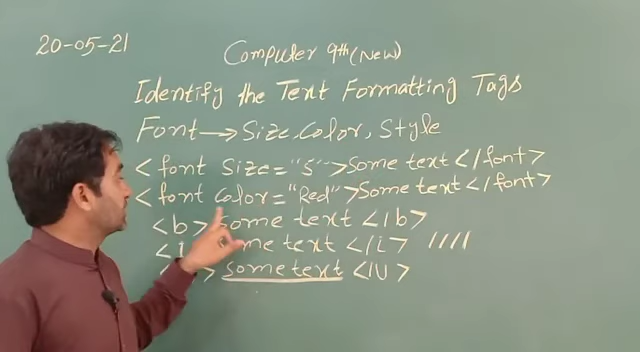 20-05-21
Computer 9th (New)
Identify the Text Formatting Tags
Font → Size, Color, Style
<font Size="5">Some text</font>
<font Color="Red">Some text</font>
<b> Some text </b>
text </i> ////
> Some text </U>